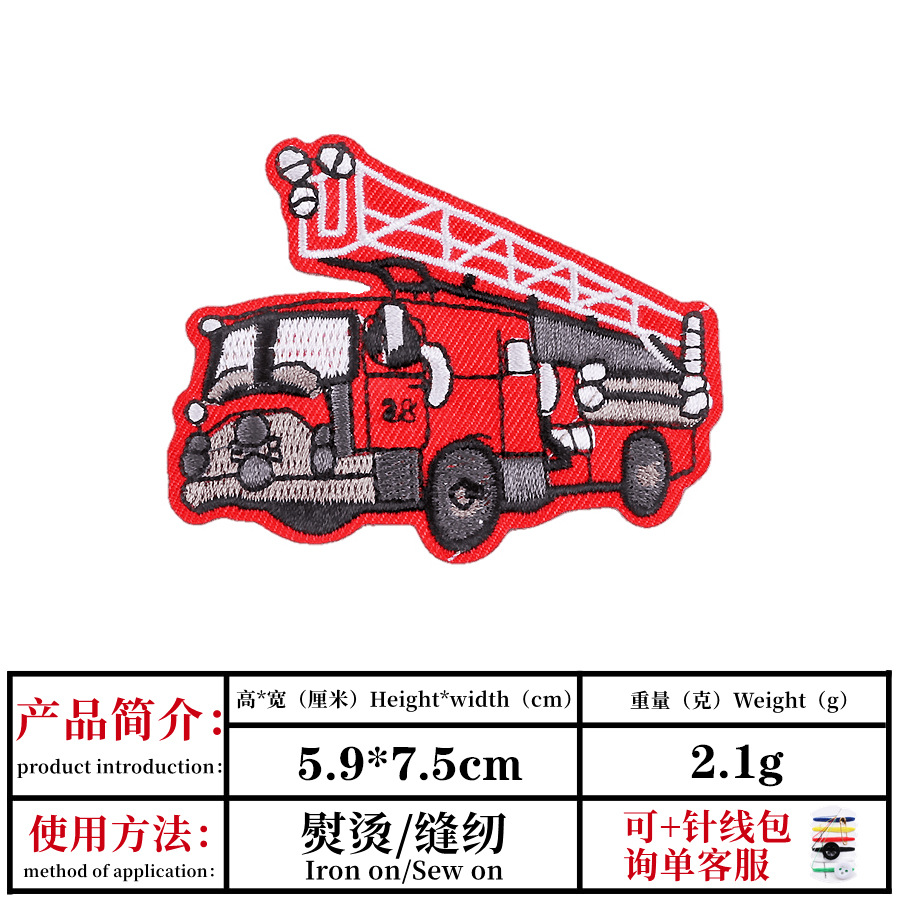 38
产品简介：
product introduction：
高*宽（厘米）Height*width（cm）
重量（克）Weight（g）
5.9*7.5cm
2.1g
使用方法：
method of application：
熨烫/缝纫
Iron on/Sew on
可+针线包
询单客服